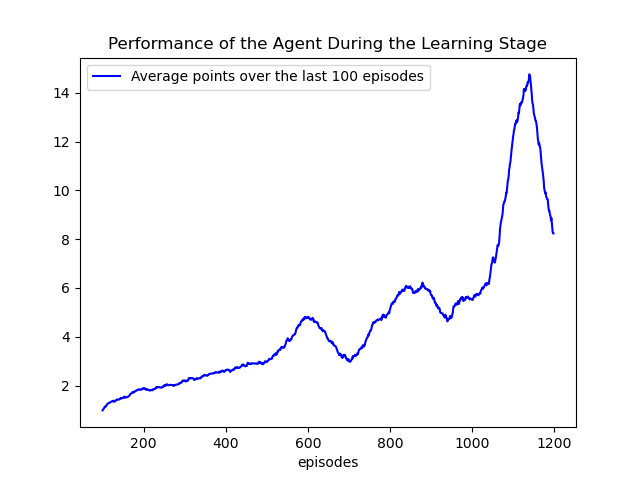 Performance of the Agent During the Learning Stage
Average points over the last 100 episodes
14
12
10
8
6
4
2
200 400 600 800 1000 1200
episodes